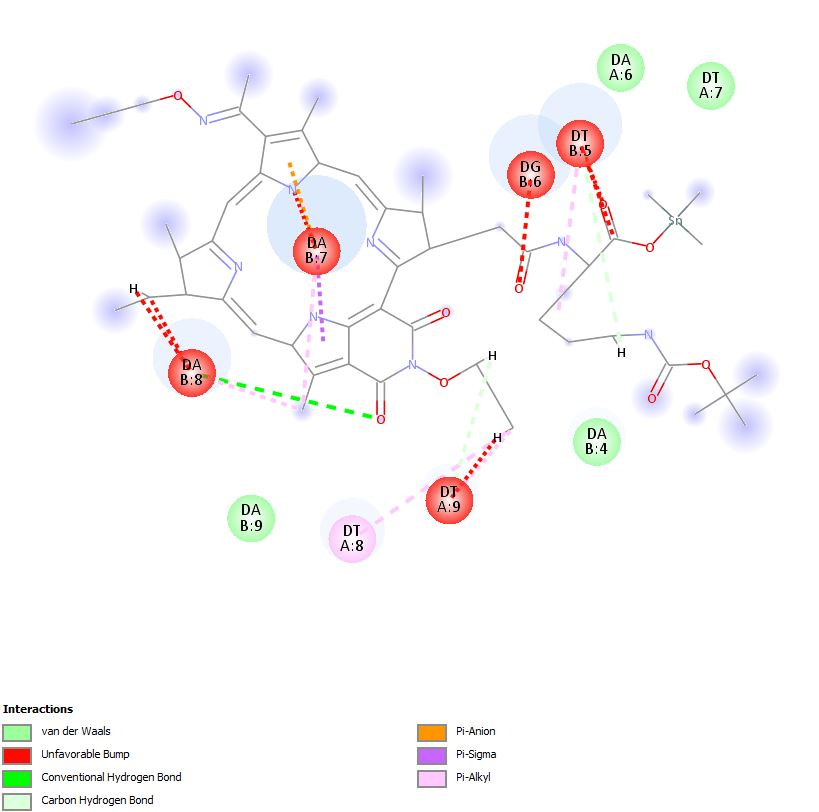 DA
A:6
DT
A:7
O
N
DT
B:5
DG
B:6
N
O
Sn
DA
B:7
N
N
O
N
O
H
N
O
O
H
N
H
N
O
O
DA
B:8
O
O
H
DA
B:4
DT
A:9
DA
B:9
DT
A:8
Interactions
van der Waals
Unfavorable Bump
Conventional Hydrogen Bond
Carbon Hydrogen Bond
Pi-Anion
Pi-Sigma
Pi-Alkyl